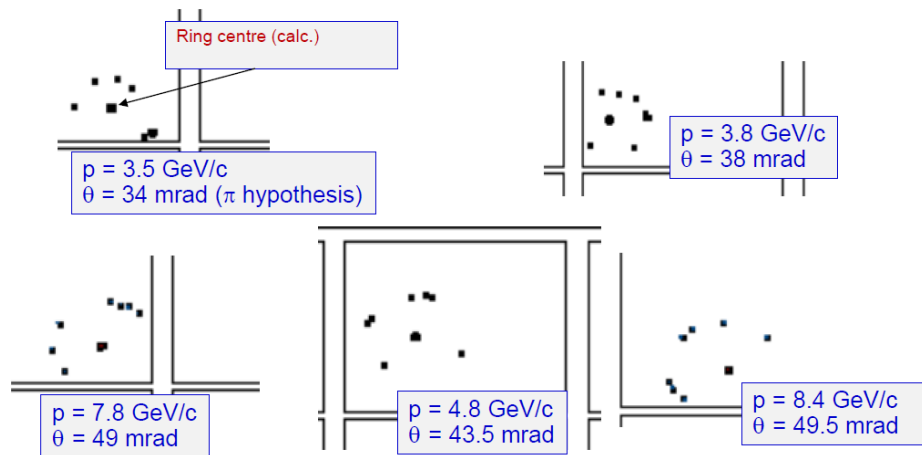 Ring centre (calc.)
p = 3.5 GeV/c
θ = 34 mrad (π hypothesis)
p = 3.8 GeV/c
θ = 38 mrad
p = 7.8 GeV/c
θ = 49 mrad
p = 4.8 GeV/c
θ = 43.5 mrad
p = 8.4 GeV/c
θ = 49.5 mrad